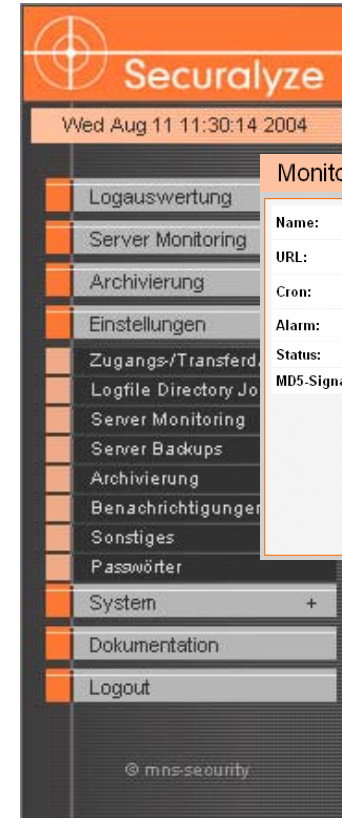 Securalyze
Wed Aug 11 11:30:14 2004
Logauswertung
Server Monitoring
Archivierung
Einstellungen
Zugangs-/Transferd
Logfile Directory Jo
Server Monitoring
Server Backups
Archivierung
Benachrichtigungen
Sonstiges
Passwörter
System +
Dokumentation
Logout
© mns-security
Monito
Name:
URL:
Cron:
Alarm:
Status:
MD5-Signa